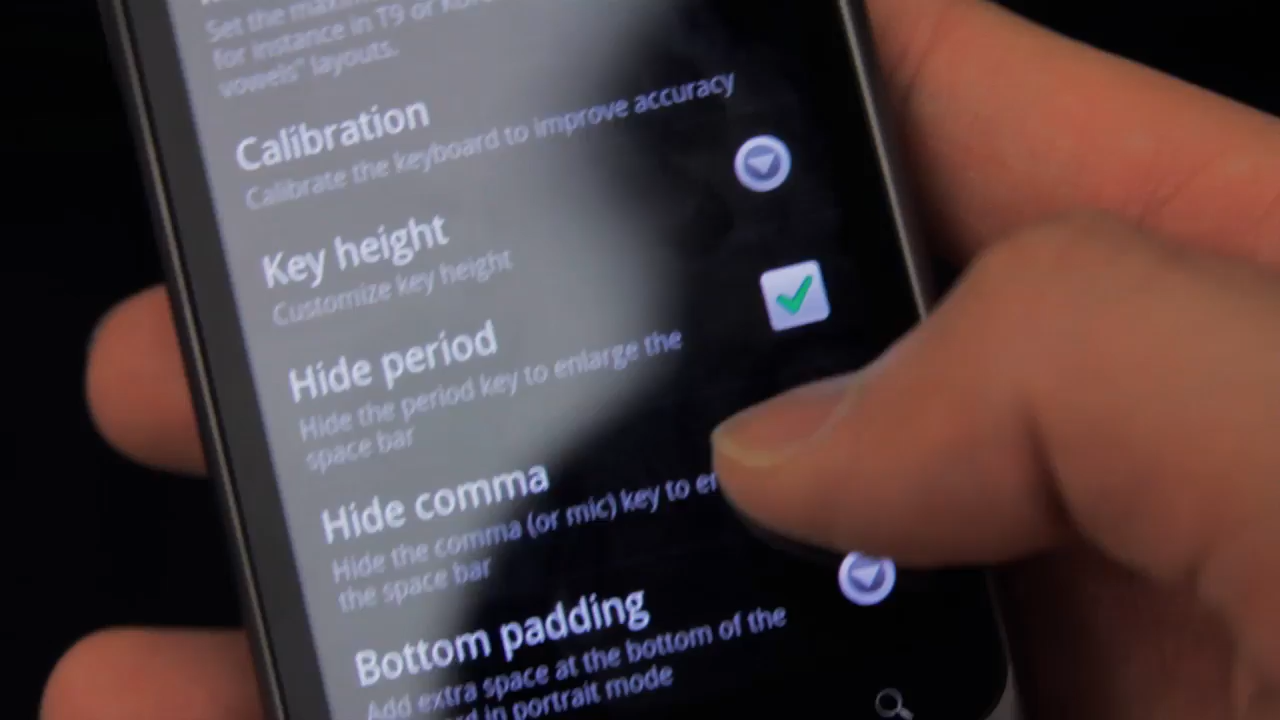 Set the
for instance in T9 or
vowels" layouts.
Calibration
Calibrate the keyboard to improve accuracy
Key height
Customize key height
Hide period
Hide the period key to enlarge the
space bar
Hide comma
Hide the comma (or mic) key to
the space bar
Bottom padding
Add extra space at the bottom of the
in portrait mode